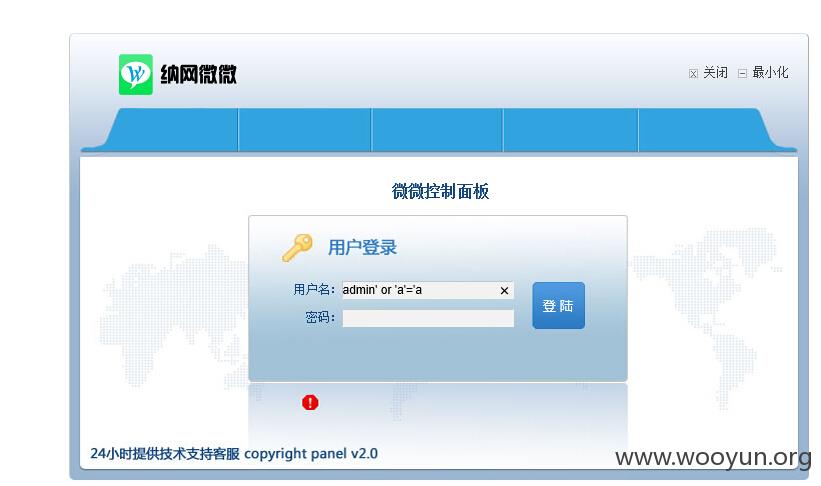 纳网微微
关闭 最小化
微微控制面板
用户登录
用户名: admin' or 'a'='a
登 陆
密码:
24小时提供技术支持客服 copyright panel v2.0
www.wooyun.org